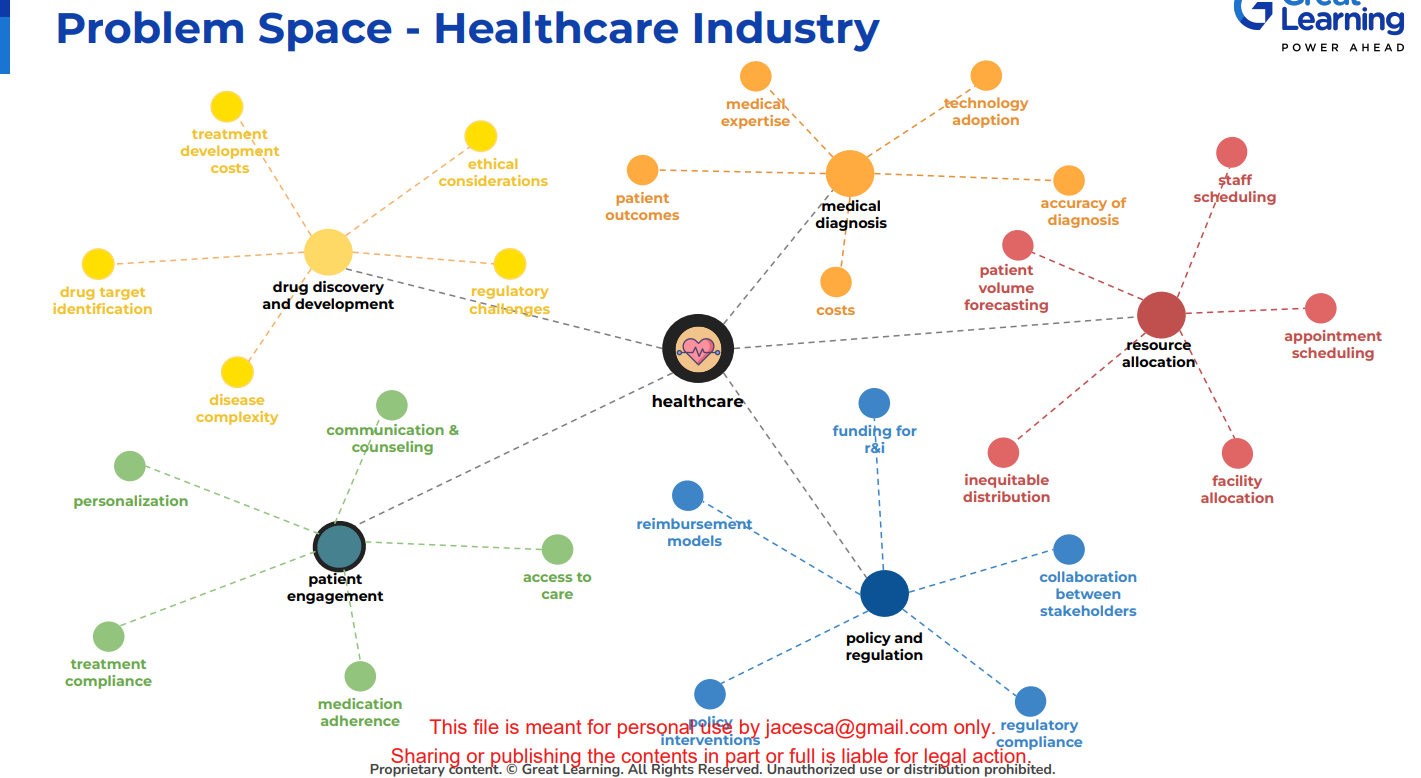 Problem Space - Healthcare Industry
Great
Learning
POWER AHEAD
treatment
development
costs
ethical
considerations
drug target
identification
drug discovery
and development
regulatory
challenges
disease
complexity
medical
expertise
technology
adoption
patient
outcomes
medical
diagnosis
accuracy of
diagnosis
costs
staff
scheduling
patient
volume
forecasting
resource
allocation
appointment
scheduling
inequitable
distribution
facility
allocation
healthcare
communication &
counseling
personalization
patient
engagement
access to
care
treatment
compliance
medication
adherence
funding for
r&i
reimbursement
models
collaboration
between
stakeholders
policy and
regulation
policy
interventions
regulatory
compliance
This file is meant for personal use by jacesca@gmail.com only.
Sharing or publishing the contents in part or full is liable for legal action.
Proprietary content. © Great Learning. All Rights Reserved. Unauthorized use or distribution prohibited.